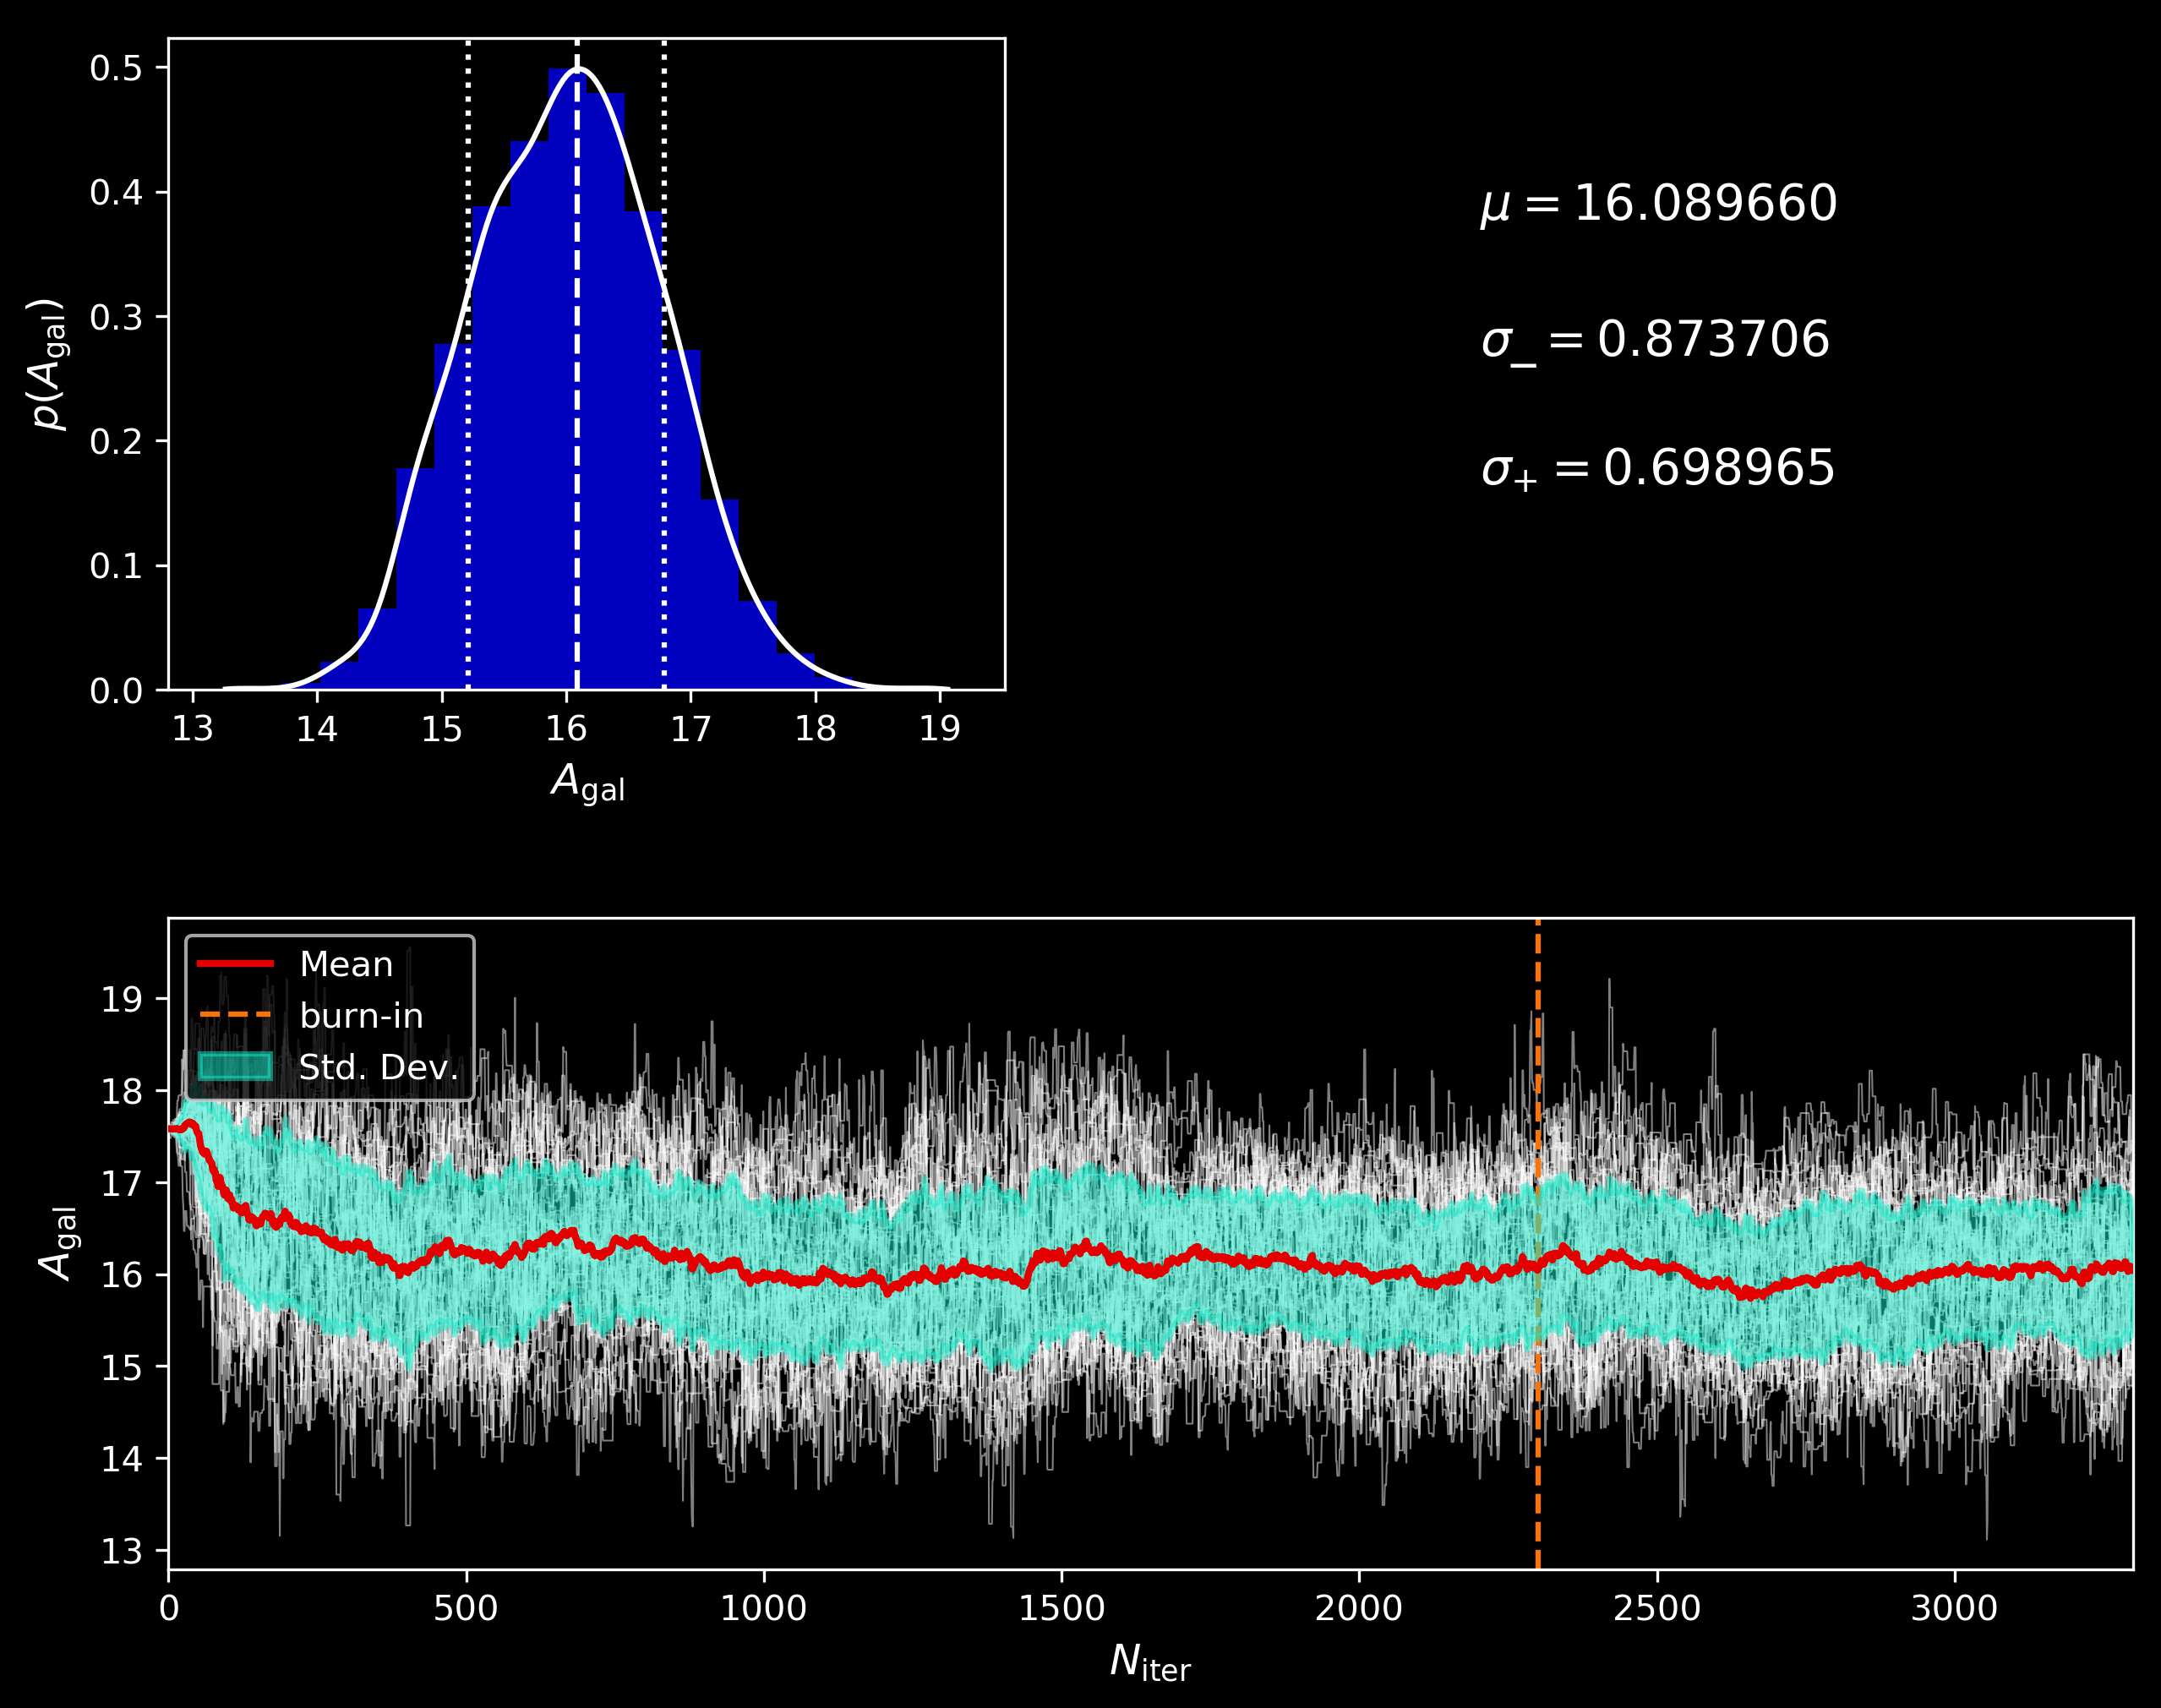 0.5
0.4
0.3
0.2
0.1
0.0
p(A_gal)
13 14 15 16 17 18 19
A_gal
μ = 16.089660
σ_− = 0.873706
σ_+ = 0.698965
Mean
burn-in
Std. Dev.
19
18
17
16
15
14
13
A_gal
0 500 1000 1500 2000 2500 3000
N_iter